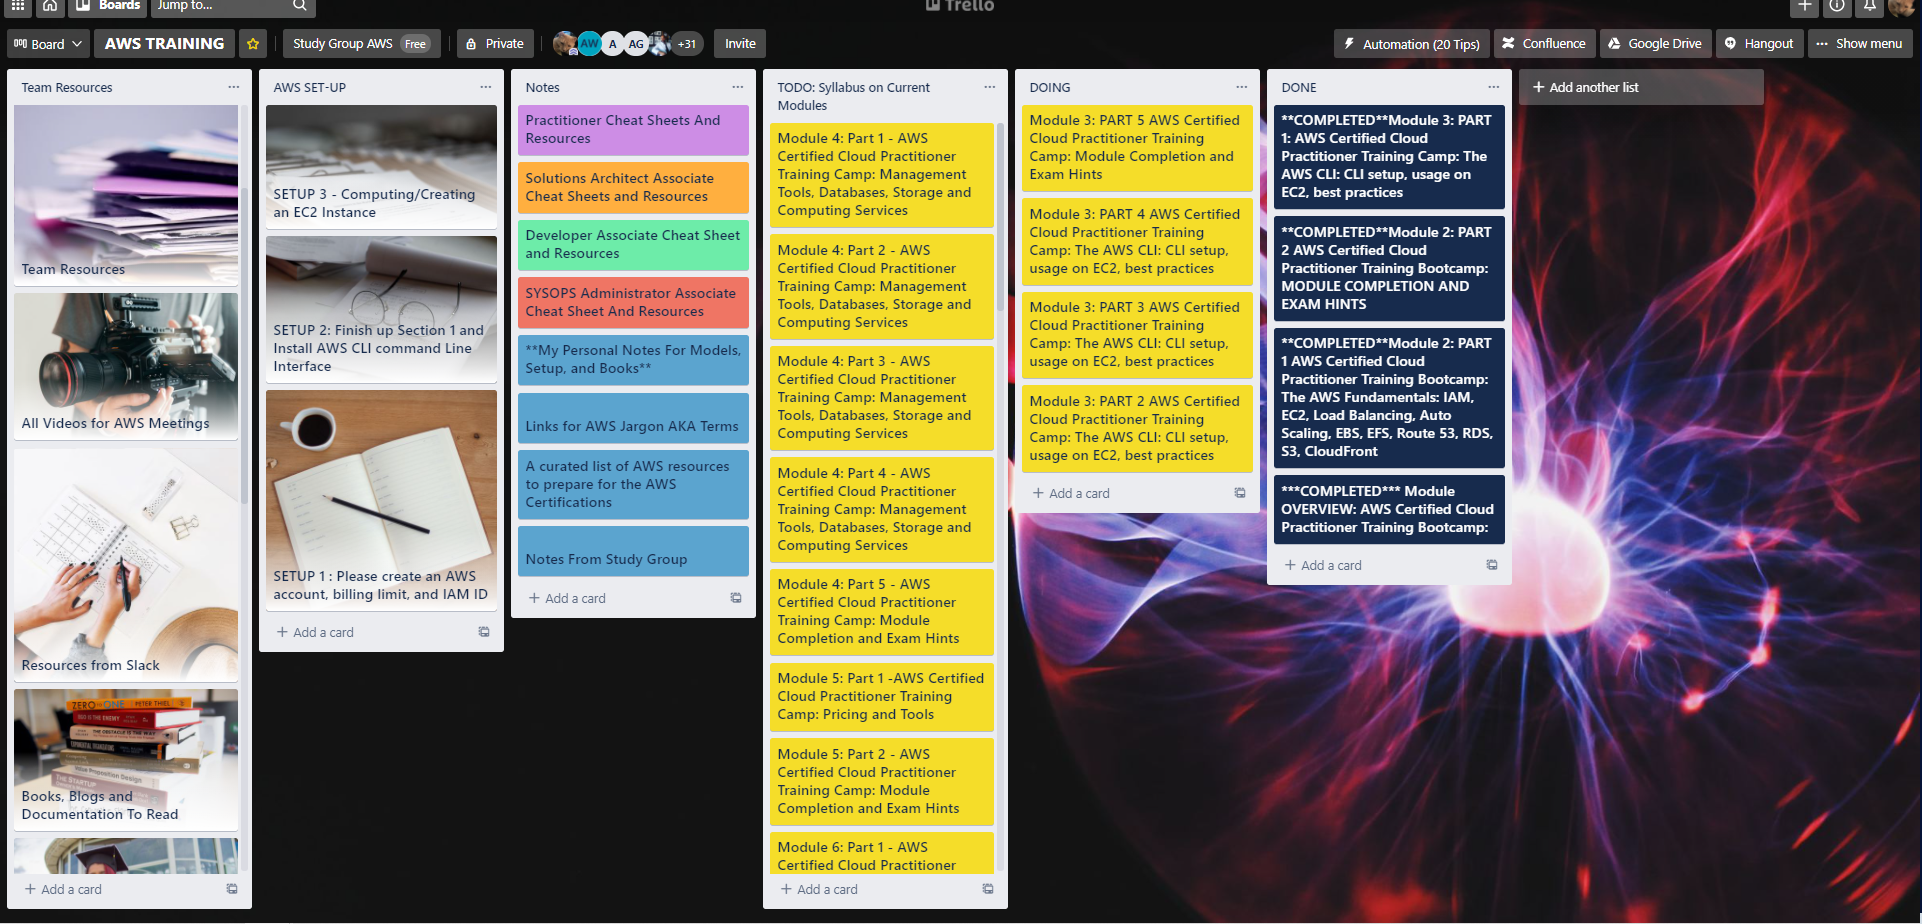 Boards
Jump to...
Trello
Board
AWS TRAINING
Study Group AWS
Free
Private
AW
A
AG
+31
Invite
Automation (20 Tips)
Confluence
Google Drive
Hangout
Show menu
Team Resources
Team Resources
All Videos for AWS Meetings
Resources from Slack
ZERO TO ONE PETER THIEL
THE OBSTACLE IS THE WAY
Value Proposition Design
THE STARTUP
Books, Blogs and
Documentation To Read
+ Add a card
AWS SET-UP
SETUP 3 - Computing/Creating
an EC2 Instance
SETUP 2: Finish up Section 1 and
Install AWS CLI command Line
Interface
SETUP 1 : Please create an AWS
account, billing limit, and IAM ID
+ Add a card
Notes
Practitioner Cheat Sheets And
Resources
Solutions Architect Associate
Cheat Sheets and Resources
Developer Associate Cheat Sheet
and Resources
SYSOPS Administrator Associate
Cheat Sheet And Resources
**My Personal Notes For Models,
Setup, and Books**
Links for AWS Jargon AKA Terms
A curated list of AWS resources
to prepare for the AWS
Certifications
Notes From Study Group
+ Add a card
TODO: Syllabus on Current
Modules
Module 4: Part 1 - AWS
Certified Cloud Practitioner
Training Camp: Management
Tools, Databases, Storage and
Computing Services
Module 4: Part 2 - AWS
Certified Cloud Practitioner
Training Camp: Management
Tools, Databases, Storage and
Computing Services
Module 4: Part 3 - AWS
Certified Cloud Practitioner
Training Camp: Management
Tools, Databases, Storage and
Computing Services
Module 4: Part 4 - AWS
Certified Cloud Practitioner
Training Camp: Management
Tools, Databases, Storage and
Computing Services
Module 4: Part 5 - AWS
Certified Cloud Practitioner
Training Camp: Module
Completion and Exam Hints
Module 5: Part 1 -AWS Certified
Cloud Practitioner Training
Camp: Pricing and Tools
Module 5: Part 2 - AWS
Certified Cloud Practitioner
Training Camp: Module
Completion and Exam Hints
Module 6: Part 1 - AWS
Certified Cloud Practitioner
+ Add a card
DOING
Module 3: PART 5 AWS Certified
Cloud Practitioner Training
Camp: Module Completion and
Exam Hints
Module 3: PART 4 AWS Certified
Cloud Practitioner Training
Camp: The AWS CLI: CLI setup,
usage on EC2, best practices
Module 3: PART 3 AWS Certified
Cloud Practitioner Training
Camp: The AWS CLI: CLI setup,
usage on EC2, best practices
Module 3: PART 2 AWS Certified
Cloud Practitioner Training
Camp: The AWS CLI: CLI setup,
usage on EC2, best practices
+ Add a card
DONE
**COMPLETED**Module 3: PART
1: AWS Certified Cloud
Practitioner Training Camp: The
AWS CLI: CLI setup, usage on
EC2, best practices
**COMPLETED**Module 2: PART
2 AWS Certified Cloud
Practitioner Training Bootcamp:
MODULE COMPLETION AND
EXAM HINTS
**COMPLETED**Module 2: PART
1 AWS Certified Cloud
Practitioner Training Bootcamp:
The AWS Fundamentals: IAM,
EC2, Load Balancing, Auto
Scaling, EBS, EFS, Route 53, RDS,
S3, CloudFront
***COMPLETED*** Module
OVERVIEW: AWS Certified Cloud
Practitioner Training Bootcamp:
+ Add a card
+ Add another list